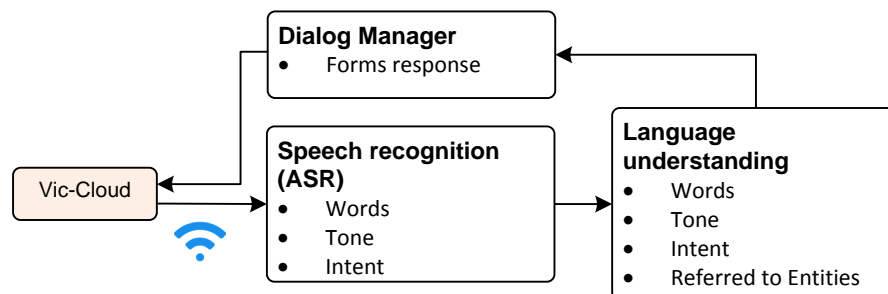 Dialog Manager
• Forms response
Speech recognition
(ASR)
• Words
• Tone
• Intent
Language
understanding
• Words
• Tone
• Intent
• Referred to Entities
Vic-Cloud